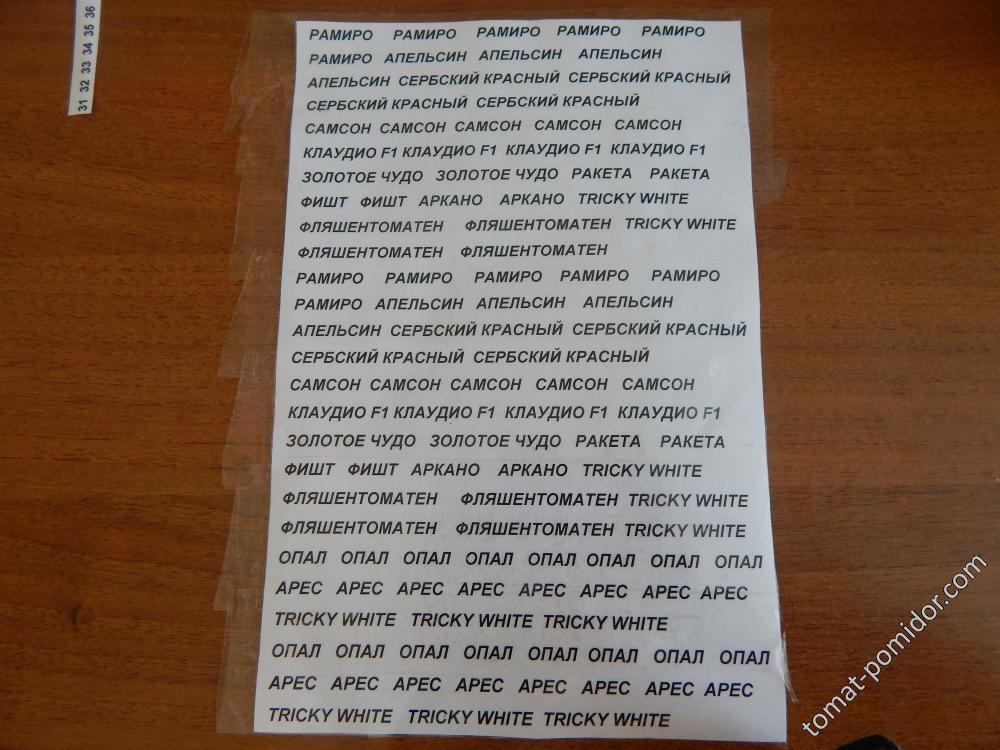 31 32 33 34 35 36
РАМИРО РАМИРО РАМИРО РАМИРО РАМИРО
РАМИРО АПЕЛЬСИН АПЕЛЬСИН АПЕЛЬСИН
АПЕЛЬСИН СЕРБСКИЙ КРАСНЫЙ СЕРБСКИЙ КРАСНЫЙ
СЕРБСКИЙ КРАСНЫЙ СЕРБСКИЙ КРАСНЫЙ
САМСОН САМСОН САМСОН САМСОН САМСОН
КЛАУДИО F1 КЛАУДИО F1 КЛАУДИО F1 КЛАУДИО F1
ЗОЛОТОЕ ЧУДО ЗОЛОТОЕ ЧУДО РАКЕТА РАКЕТА
ФИШТ ФИШТ АРКАНО АРКАНО TRICKY WHITE
ФЛЯШЕНТОМАТЕН ФЛЯШЕНТОМАТЕН TRICKY WHITE
ФЛЯШЕНТОМАТЕН ФЛЯШЕНТОМАТЕН
РАМИРО РАМИРО РАМИРО РАМИРО РАМИРО
РАМИРО АПЕЛЬСИН АПЕЛЬСИН АПЕЛЬСИН
АПЕЛЬСИН СЕРБСКИЙ КРАСНЫЙ СЕРБСКИЙ КРАСНЫЙ
СЕРБСКИЙ КРАСНЫЙ СЕРБСКИЙ КРАСНЫЙ
САМСОН САМСОН САМСОН САМСОН САМСОН
КЛАУДИО F1 КЛАУДИО F1 КЛАУДИО F1 КЛАУДИО F1
ЗОЛОТОЕ ЧУДО ЗОЛОТОЕ ЧУДО РАКЕТА РАКЕТА
ФИШТ ФИШТ АРКАНО АРКАНО TRICKY WHITE
ФЛЯШЕНТОМАТЕН ФЛЯШЕНТОМАТЕН TRICKY WHITE
ФЛЯШЕНТОМАТЕН ФЛЯШЕНТОМАТЕН TRICKY WHITE
ОПАЛ ОПАЛ ОПАЛ ОПАЛ ОПАЛ ОПАЛ ОПАЛ ОПАЛ
АРЕС АРЕС АРЕС АРЕС АРЕС АРЕС АРЕС АРЕС
TRICKY WHITE TRICKY WHITE TRICKY WHITE
ОПАЛ ОПАЛ ОПАЛ ОПАЛ ОПАЛ ОПАЛ ОПАЛ ОПАЛ
АРЕС АРЕС АРЕС АРЕС АРЕС АРЕС АРЕС АРЕС
TRICKY WHITE TRICKY WHITE TRICKY WHITE
tomat-pomidor.com